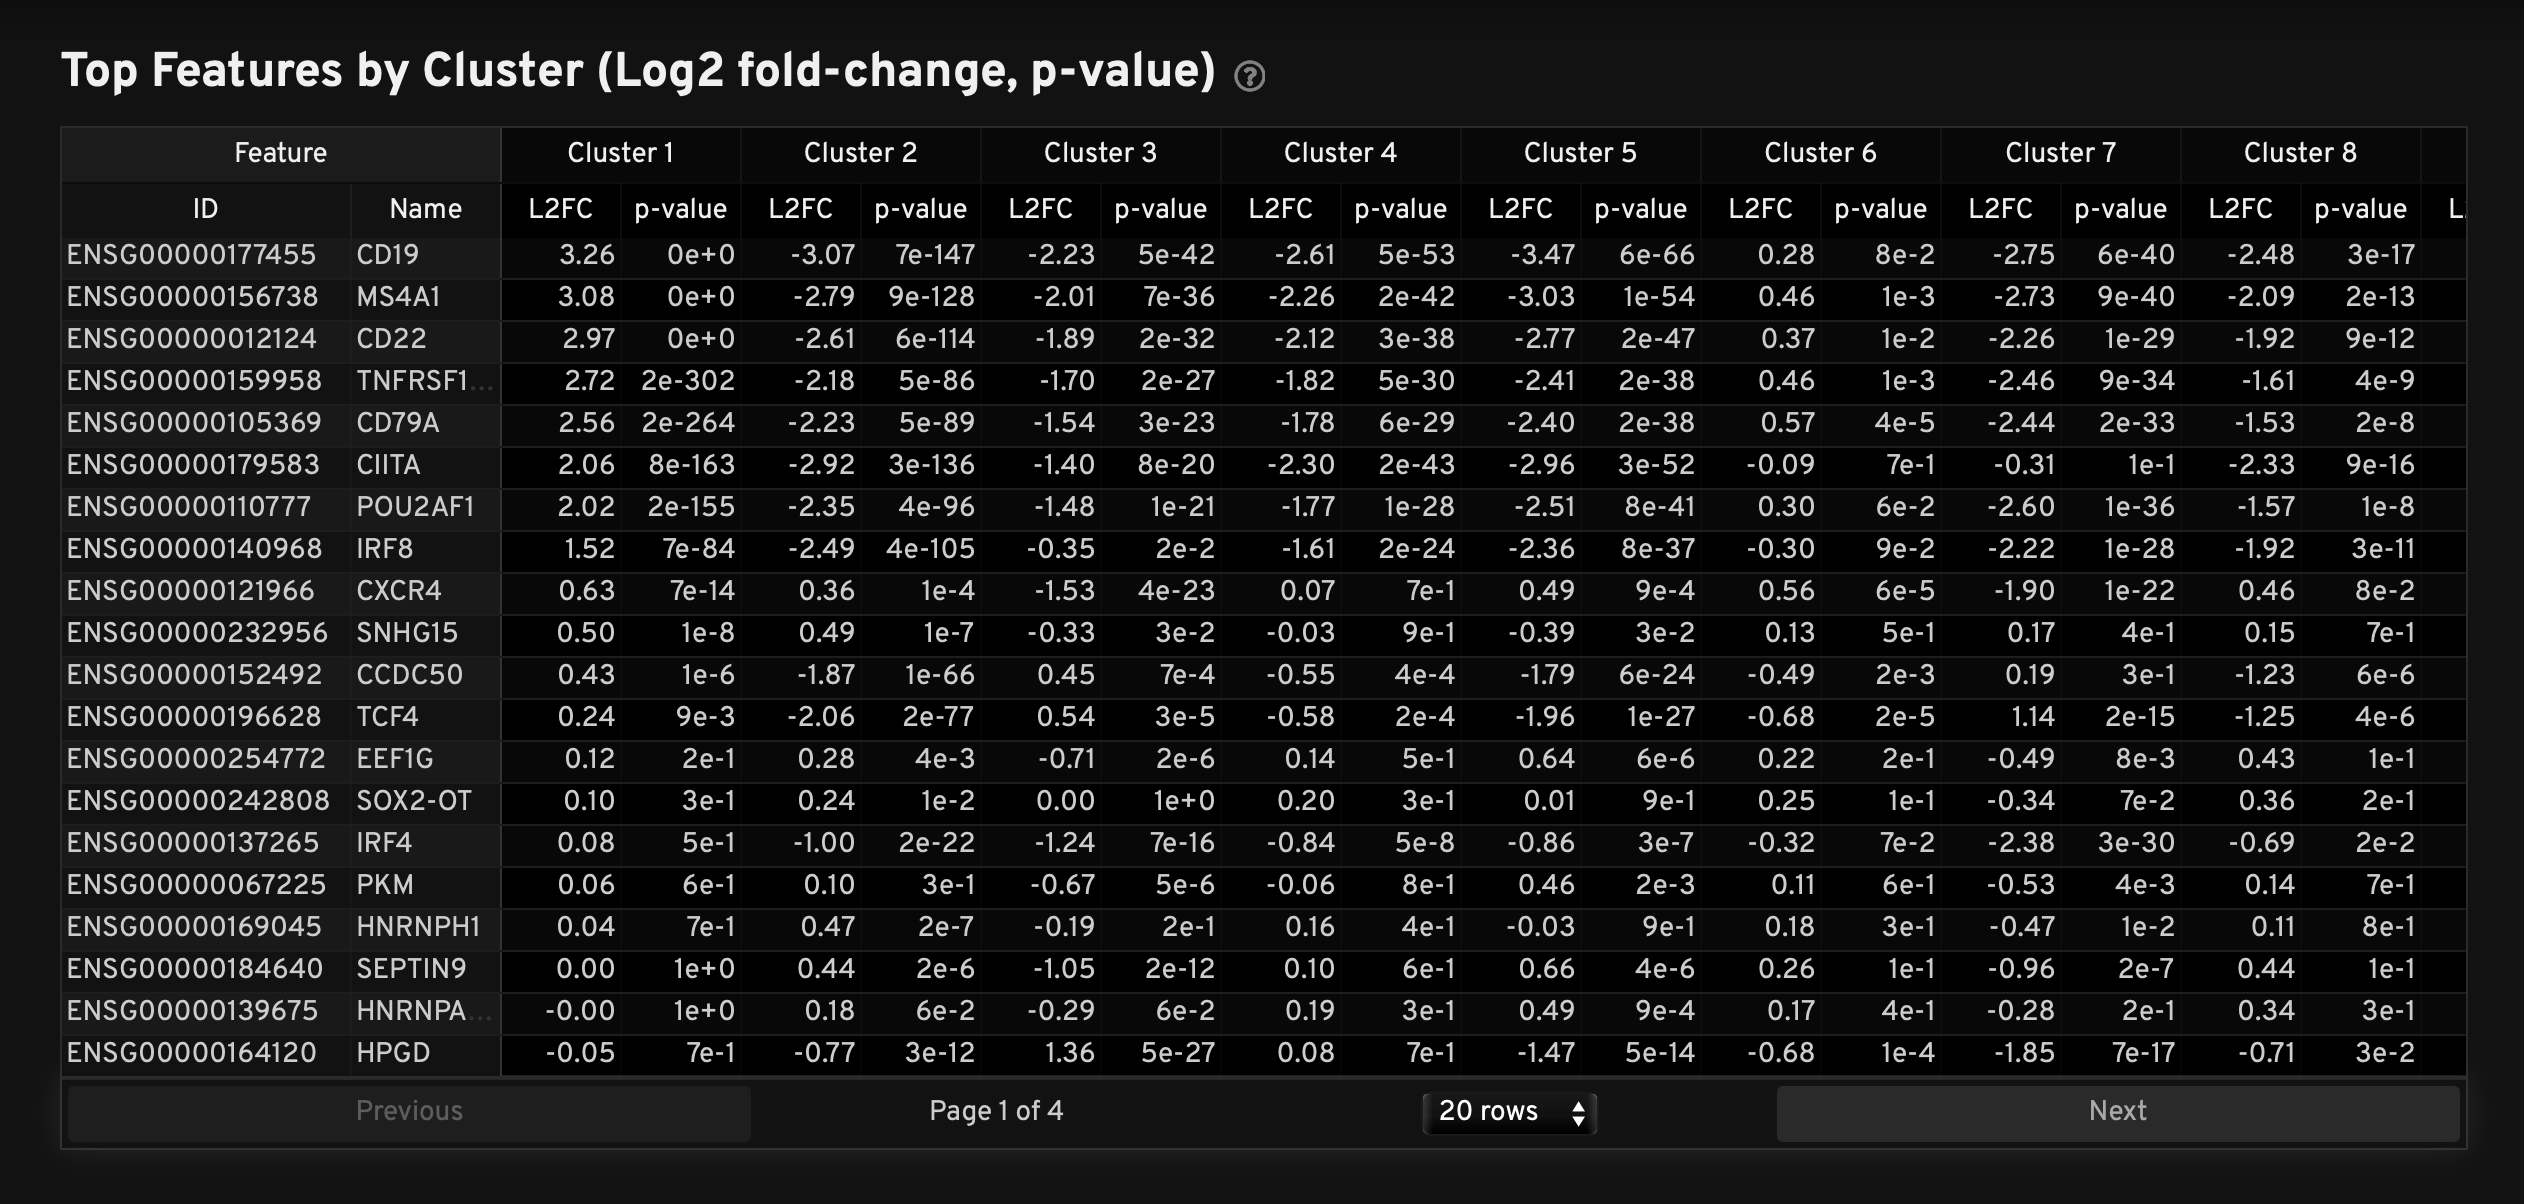 Top Features by Cluster (Log2 fold-change, p-value) ?
Feature Cluster 1 Cluster 2 Cluster 3 Cluster 4 Cluster 5 Cluster 6 Cluster 7 Cluster 8
ID Name L2FC p-value L2FC p-value L2FC p-value L2FC p-value L2FC p-value L2FC p-value L2FC p-value L2FC p-value
ENSG00000177455 CD19 3.26 0e+0 -3.07 7e-147 -2.23 5e-42 -2.61 5e-53 -3.47 6e-66 0.28 8e-2 -2.75 6e-40 -2.48 3e-17
ENSG00000156738 MS4A1 3.08 0e+0 -2.79 9e-128 -2.01 7e-36 -2.26 2e-42 -3.03 1e-54 0.46 1e-3 -2.73 9e-40 -2.09 2e-13
ENSG00000012124 CD22 2.97 0e+0 -2.61 6e-114 -1.89 2e-32 -2.12 3e-38 -2.77 2e-47 0.37 1e-2 -2.26 1e-29 -1.92 9e-12
ENSG00000159958 TNFRSF1... 2.72 2e-302 -2.18 5e-86 -1.70 2e-27 -1.82 5e-30 -2.41 2e-38 0.46 1e-3 -2.46 9e-34 -1.61 4e-9
ENSG00000105369 CD79A 2.56 2e-264 -2.23 5e-89 -1.54 3e-23 -1.78 6e-29 -2.40 2e-38 0.57 4e-5 -2.44 2e-33 -1.53 2e-8
ENSG00000179583 CIITA 2.06 8e-163 -2.92 3e-136 -1.40 8e-20 -2.30 2e-43 -2.96 3e-52 -0.09 7e-1 -0.31 1e-1 -2.33 9e-16
ENSG00000110777 POU2AF1 2.02 2e-155 -2.35 4e-96 -1.48 1e-21 -1.77 1e-28 -2.51 8e-41 0.30 6e-2 -2.60 1e-36 -1.57 1e-8
ENSG00000140968 IRF8 1.52 7e-84 -2.49 4e-105 -0.35 2e-2 -1.61 2e-24 -2.36 8e-37 -0.30 9e-2 -2.22 1e-28 -1.92 3e-11
ENSG00000121966 CXCR4 0.63 7e-14 0.36 1e-4 -1.53 4e-23 0.07 7e-1 0.49 9e-4 0.56 6e-5 -1.90 1e-22 0.46 8e-2
ENSG00000232956 SNHG15 0.50 1e-8 0.49 1e-7 -0.33 3e-2 -0.03 9e-1 -0.39 3e-2 0.13 5e-1 0.17 4e-1 0.15 7e-1
ENSG00000152492 CCDC50 0.43 1e-6 -1.87 1e-66 0.45 7e-4 -0.55 4e-4 -1.79 6e-24 -0.49 2e-3 0.19 3e-1 -1.23 6e-6
ENSG00000196628 TCF4 0.24 9e-3 -2.06 2e-77 0.54 3e-5 -0.58 2e-4 -1.96 1e-27 -0.68 2e-5 1.14 2e-15 -1.25 4e-6
ENSG00000254772 EEF1G 0.12 2e-1 0.28 4e-3 -0.71 2e-6 0.14 5e-1 0.64 6e-6 0.22 2e-1 -0.49 8e-3 0.43 1e-1
ENSG00000242808 SOX2-OT 0.10 3e-1 0.24 1e-2 0.00 1e+0 0.20 3e-1 0.01 9e-1 0.25 1e-1 -0.34 7e-2 0.36 2e-1
ENSG00000137265 IRF4 0.08 5e-1 -1.00 2e-22 -1.24 7e-16 -0.84 5e-8 -0.86 3e-7 -0.32 7e-2 -2.38 3e-30 -0.69 2e-2
ENSG00000067225 PKM 0.06 6e-1 0.10 3e-1 -0.67 5e-6 -0.06 8e-1 0.46 2e-3 0.11 6e-1 -0.53 4e-3 0.14 7e-1
ENSG00000169045 HNRNPH1 0.04 7e-1 0.47 2e-7 -0.19 2e-1 0.16 4e-1 -0.03 9e-1 0.18 3e-1 -0.47 1e-2 0.11 8e-1
ENSG00000184640 SEPTIN9 0.00 1e+0 0.44 2e-6 -1.05 2e-12 0.10 6e-1 0.66 4e-6 0.26 1e-1 -0.96 2e-7 0.44 1e-1
ENSG00000139675 HNRNPA... -0.00 1e+0 0.18 6e-2 -0.29 6e-2 0.19 3e-1 0.49 9e-4 0.17 4e-1 -0.28 2e-1 0.34 3e-1
ENSG00000164120 HPGD -0.05 7e-1 -0.77 3e-12 1.36 5e-27 0.08 7e-1 -1.47 5e-14 -0.68 1e-4 -1.85 7e-17 -0.71 3e-2
Previous Page 1 of 4 20 rows Next